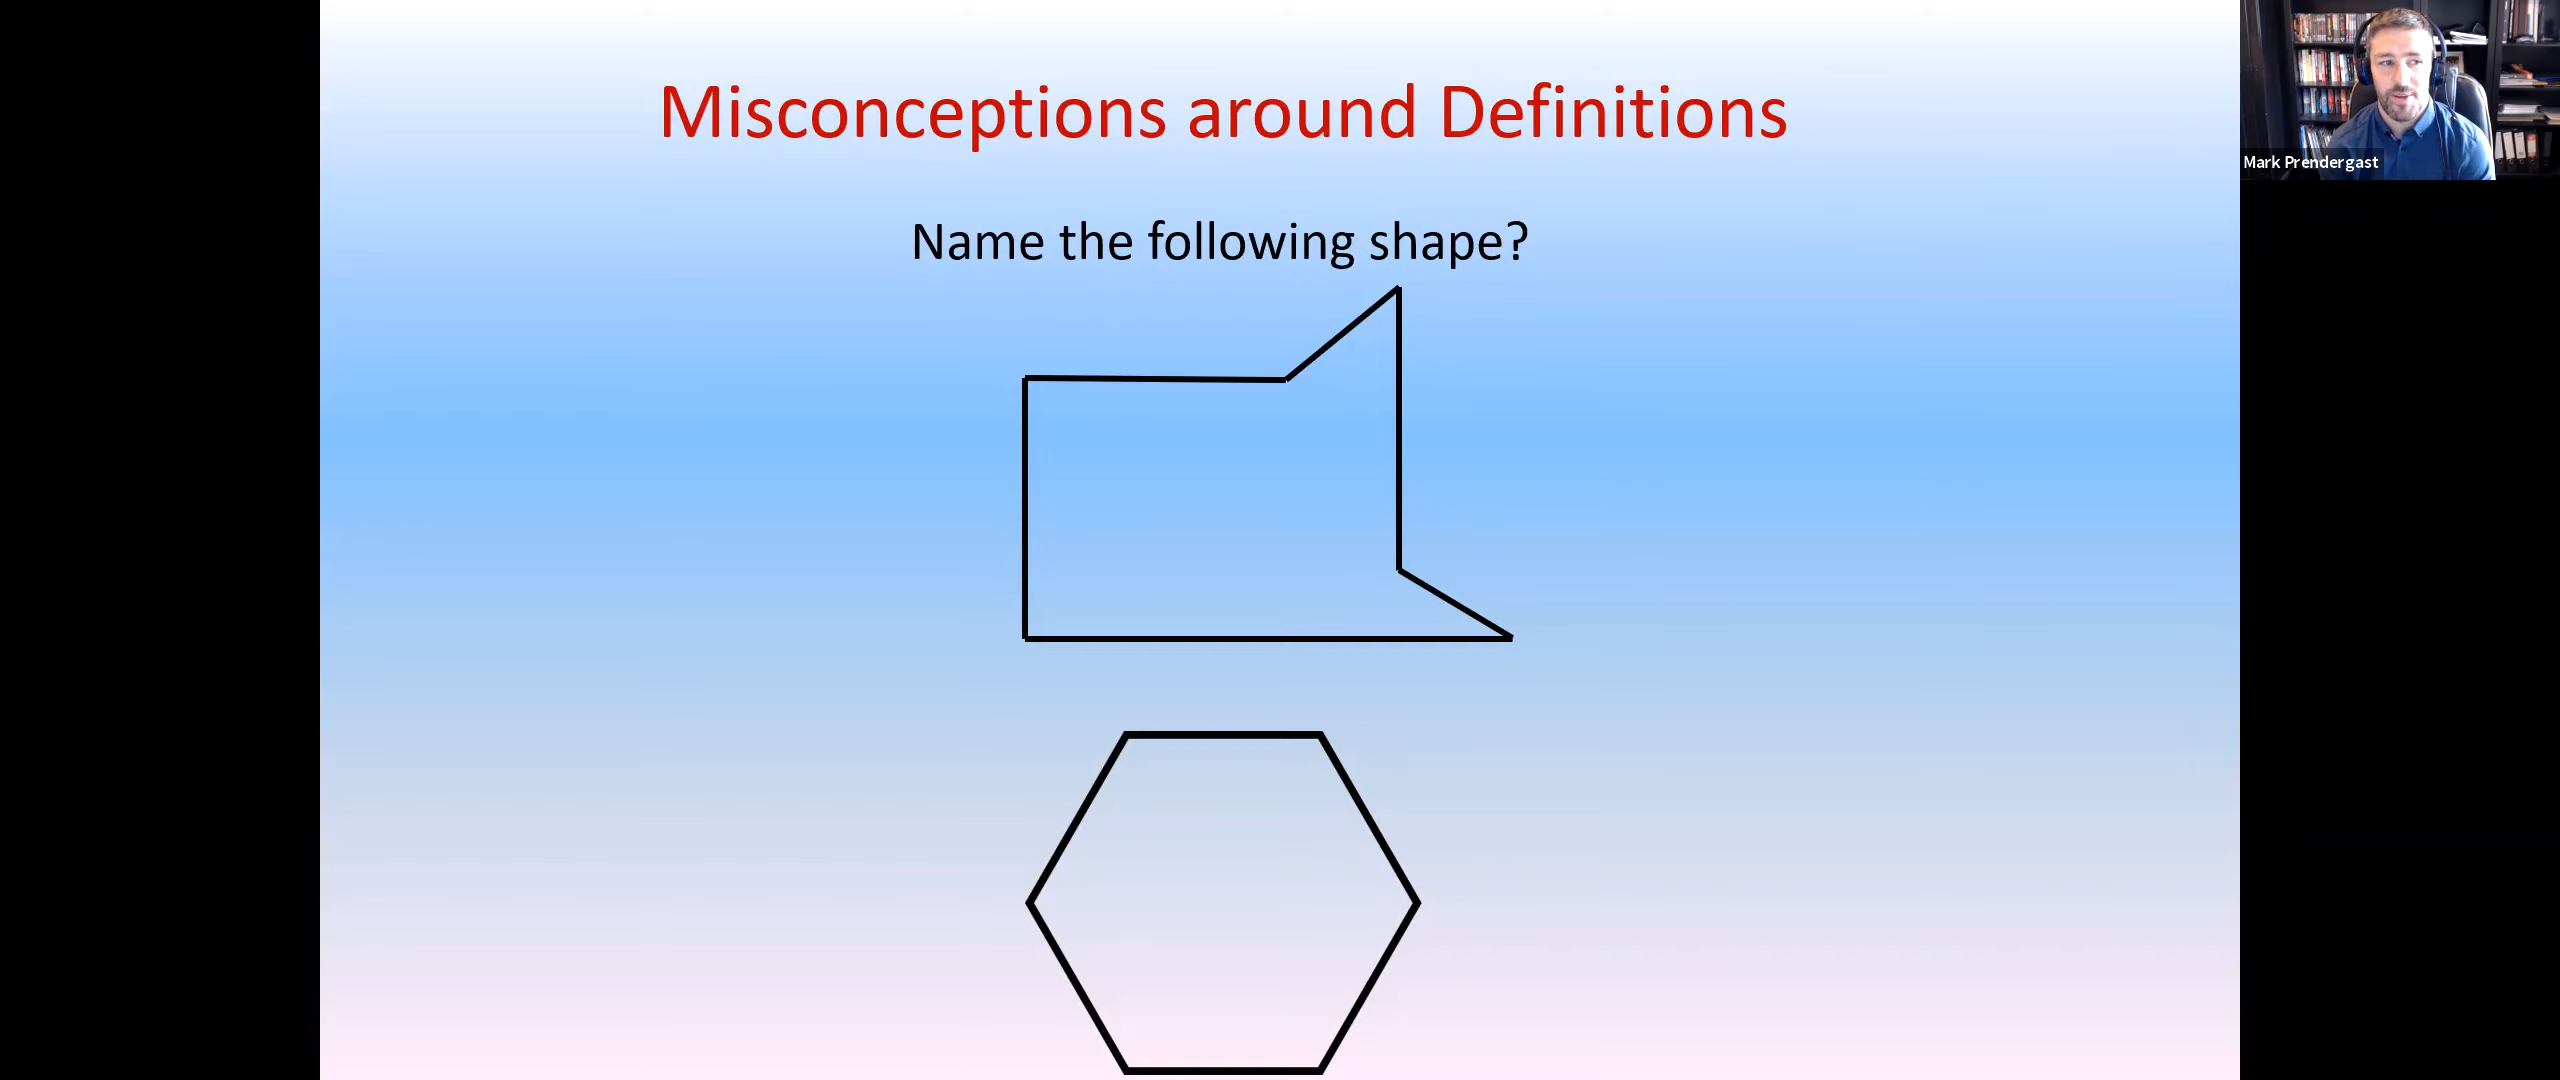 Misconceptions around Definitions
Name the following shape?
Mark Prendergast